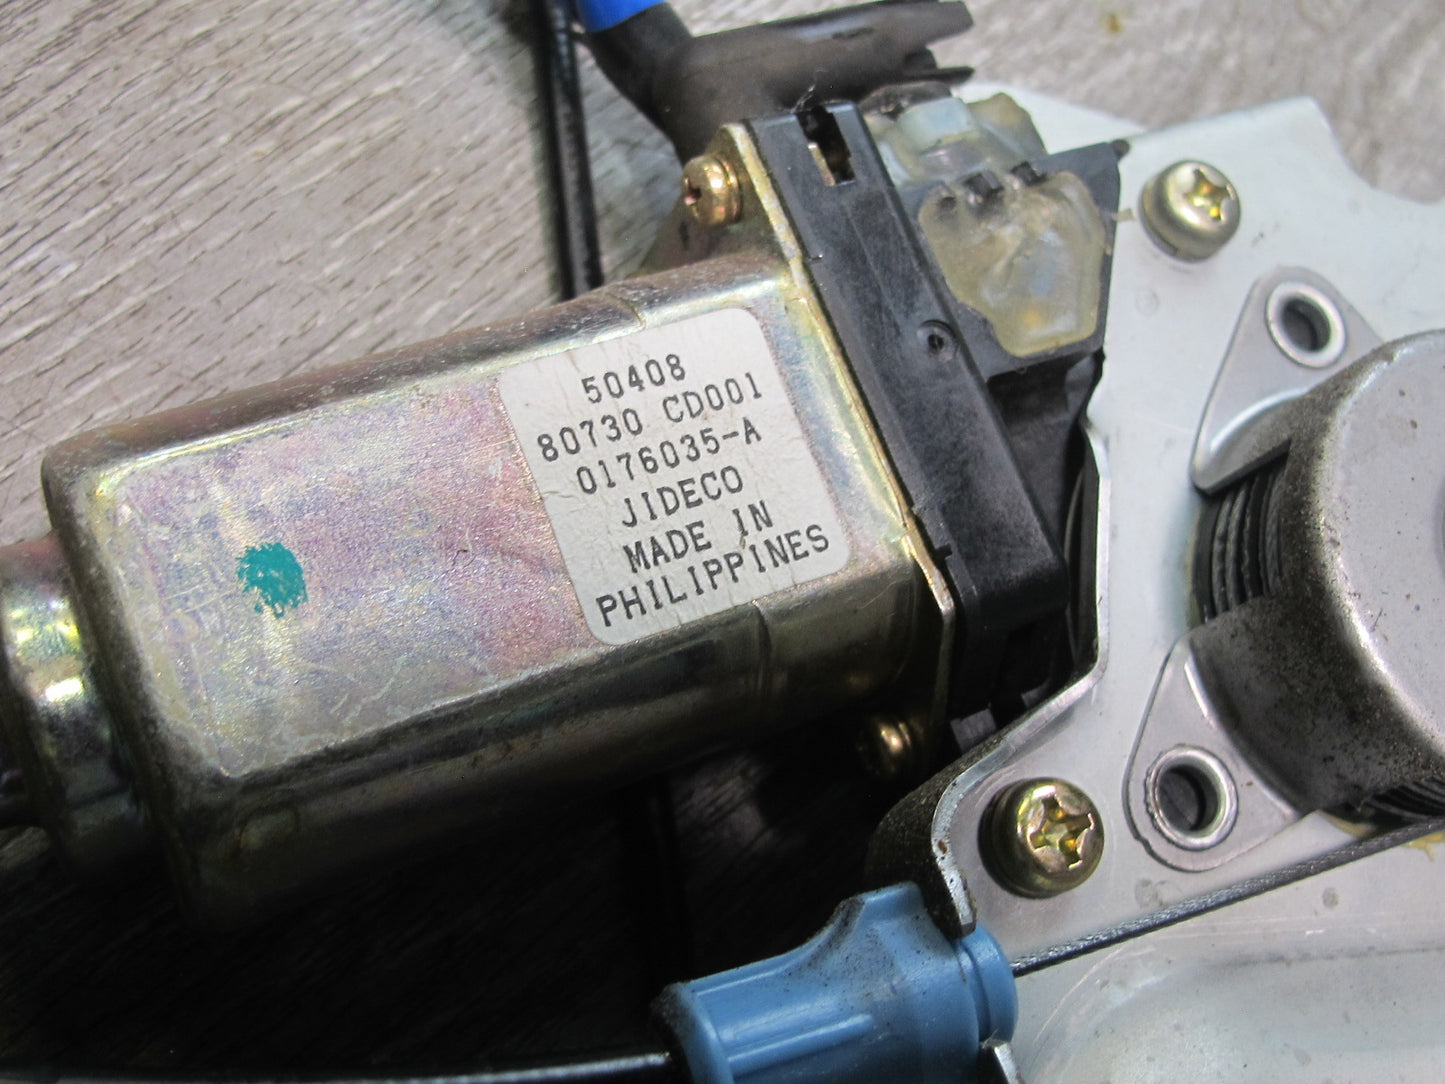 50408
80730 CD001
0176035-A
JIDECO
MADE IN
PHILIPPINES